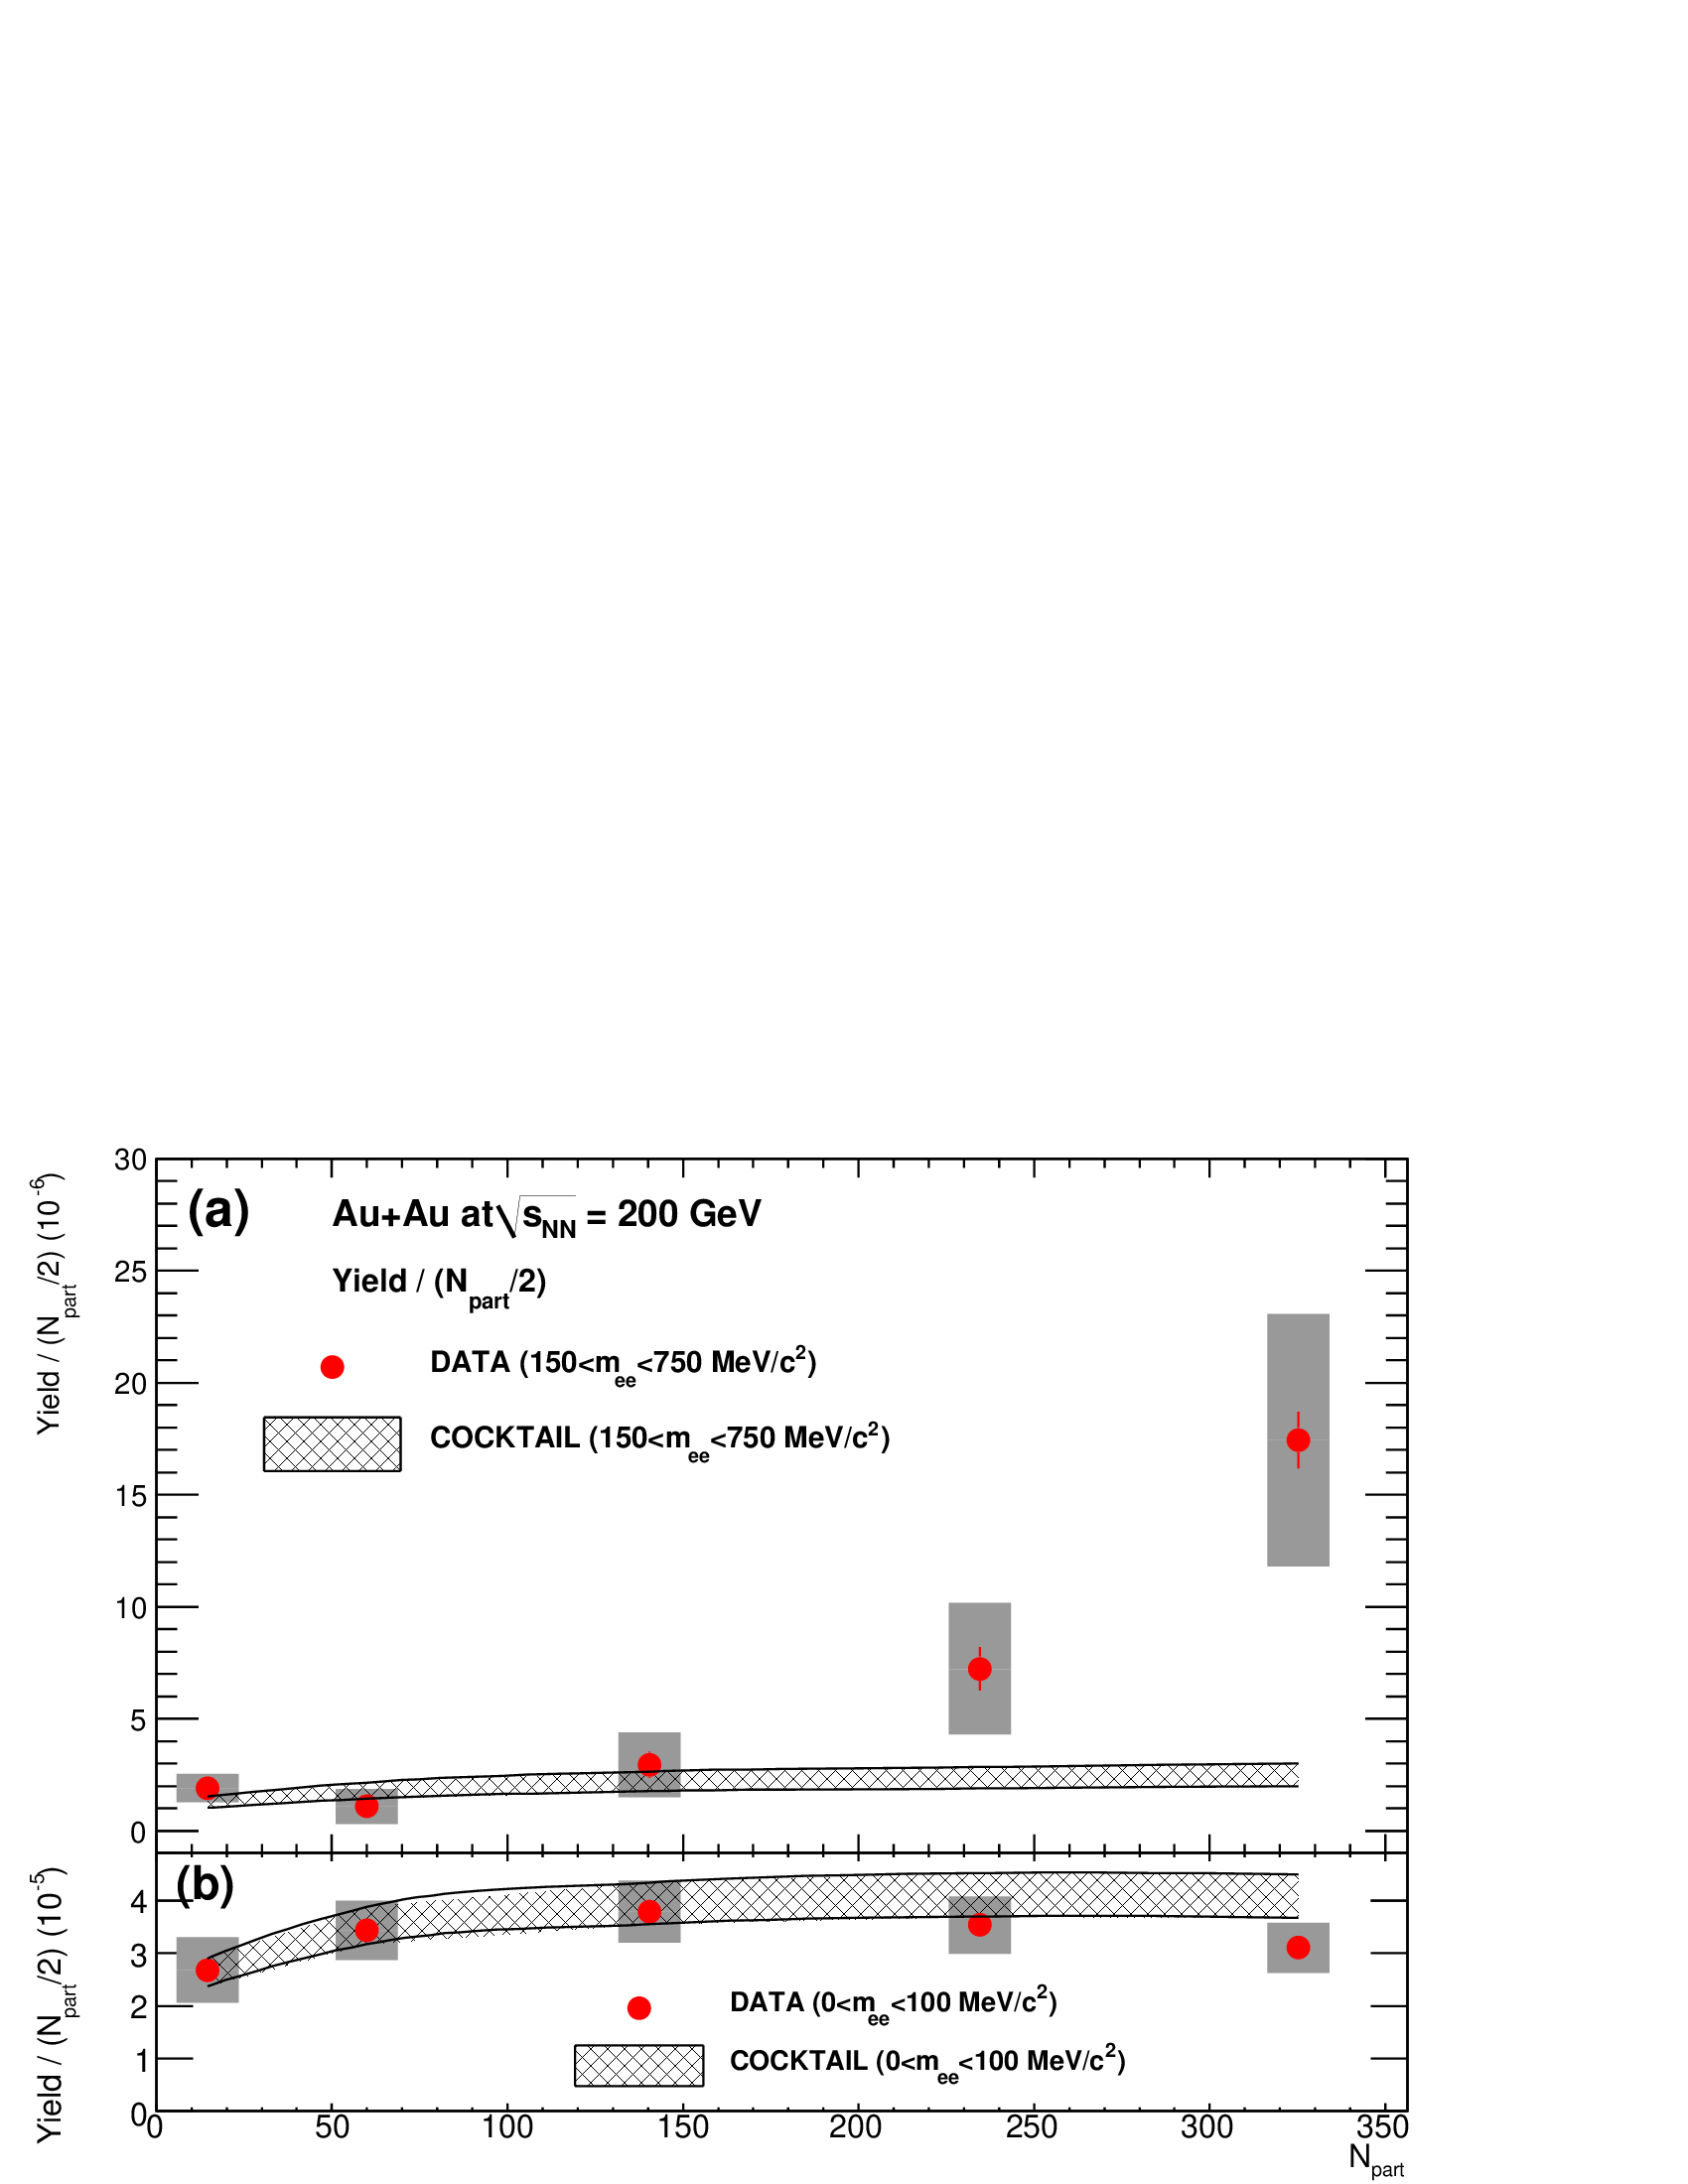 30
25
20
15
10
5
0
Yield / (N_part/2) (10^-6)
(a)
Au+Au at √s_NN = 200 GeV
Yield / (N_part/2)
DATA (150<m_ee<750 MeV/c^2)
COCKTAIL (150<m_ee<750 MeV/c^2)
4
3
2
1
0
Yield / (N_part/2) (10^-5)
(b)
DATA (0<m_ee<100 MeV/c^2)
COCKTAIL (0<m_ee<100 MeV/c^2)
0 50 100 150 200 250 300 350
N_part